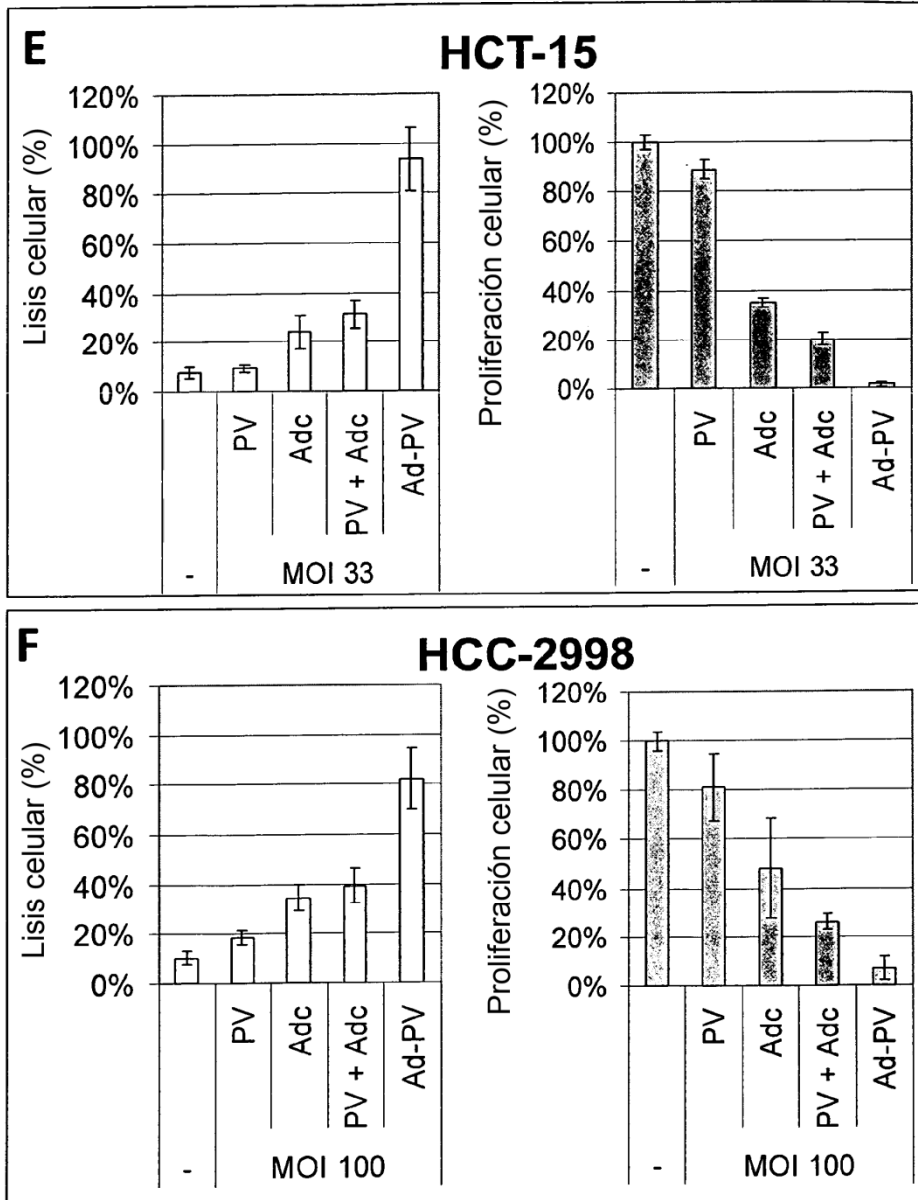 E
HCT-15
Lisis celular (%)
120%
100%
80%
60%
40%
20%
0%
-
PV
Adc
PV + Adc
Ad-PV
MOI 33
Proliferación celular (%)
120%
100%
80%
60%
40%
20%
0%
-
PV
Adc
PV + Adc
Ad-PV
MOI 33
F
HCC-2998
Lisis celular (%)
120%
100%
80%
60%
40%
20%
0%
-
PV
Adc
PV + Adc
Ad-PV
MOI 100
Proliferación celular (%)
120%
100%
80%
60%
40%
20%
0%
-
PV
Adc
PV + Adc
Ad-PV
MOI 100